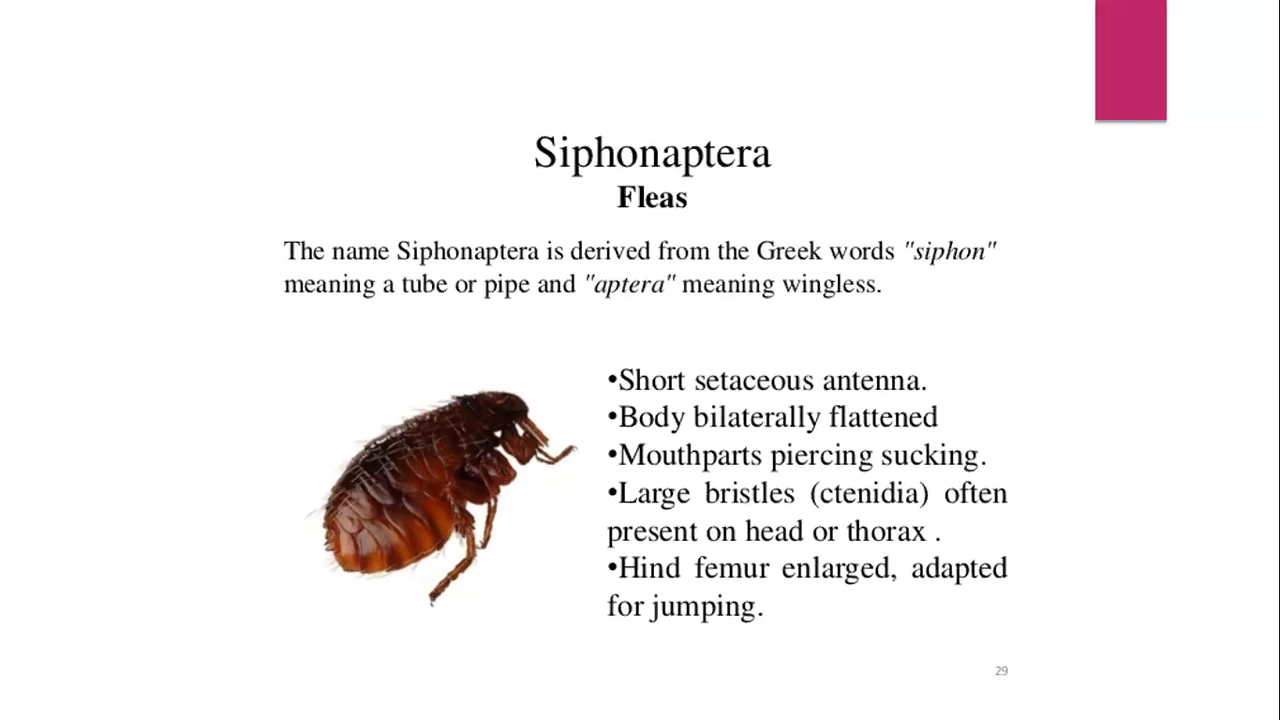 Siphonaptera
Fleas
The name Siphonaptera is derived from the Greek words "siphon"
meaning a tube or pipe and "aptera" meaning wingless.
•Short setaceous antenna.
•Body bilaterally flattened
•Mouthparts piercing sucking.
•Large bristles (ctenidia) often
present on head or thorax .
•Hind femur enlarged, adapted
for jumping.
29